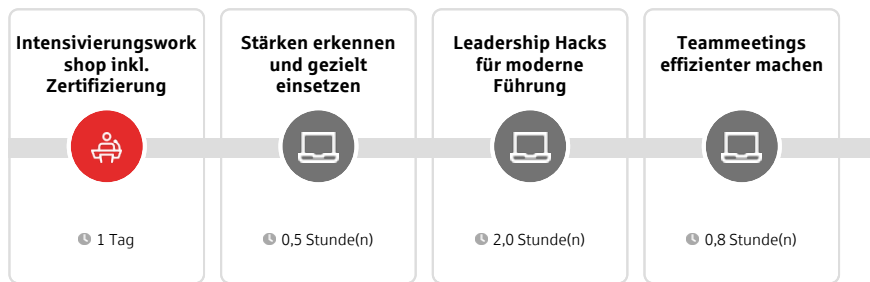 Intensivierungswork
shop inkl.
Zertifizierung
1 Tag
Stärken erkennen
und gezielt
einsetzen
0,5 Stunde(n)
Leadership Hacks
für moderne
Führung
2,0 Stunde(n)
Teammeetings
effizienter machen
0,8 Stunde(n)